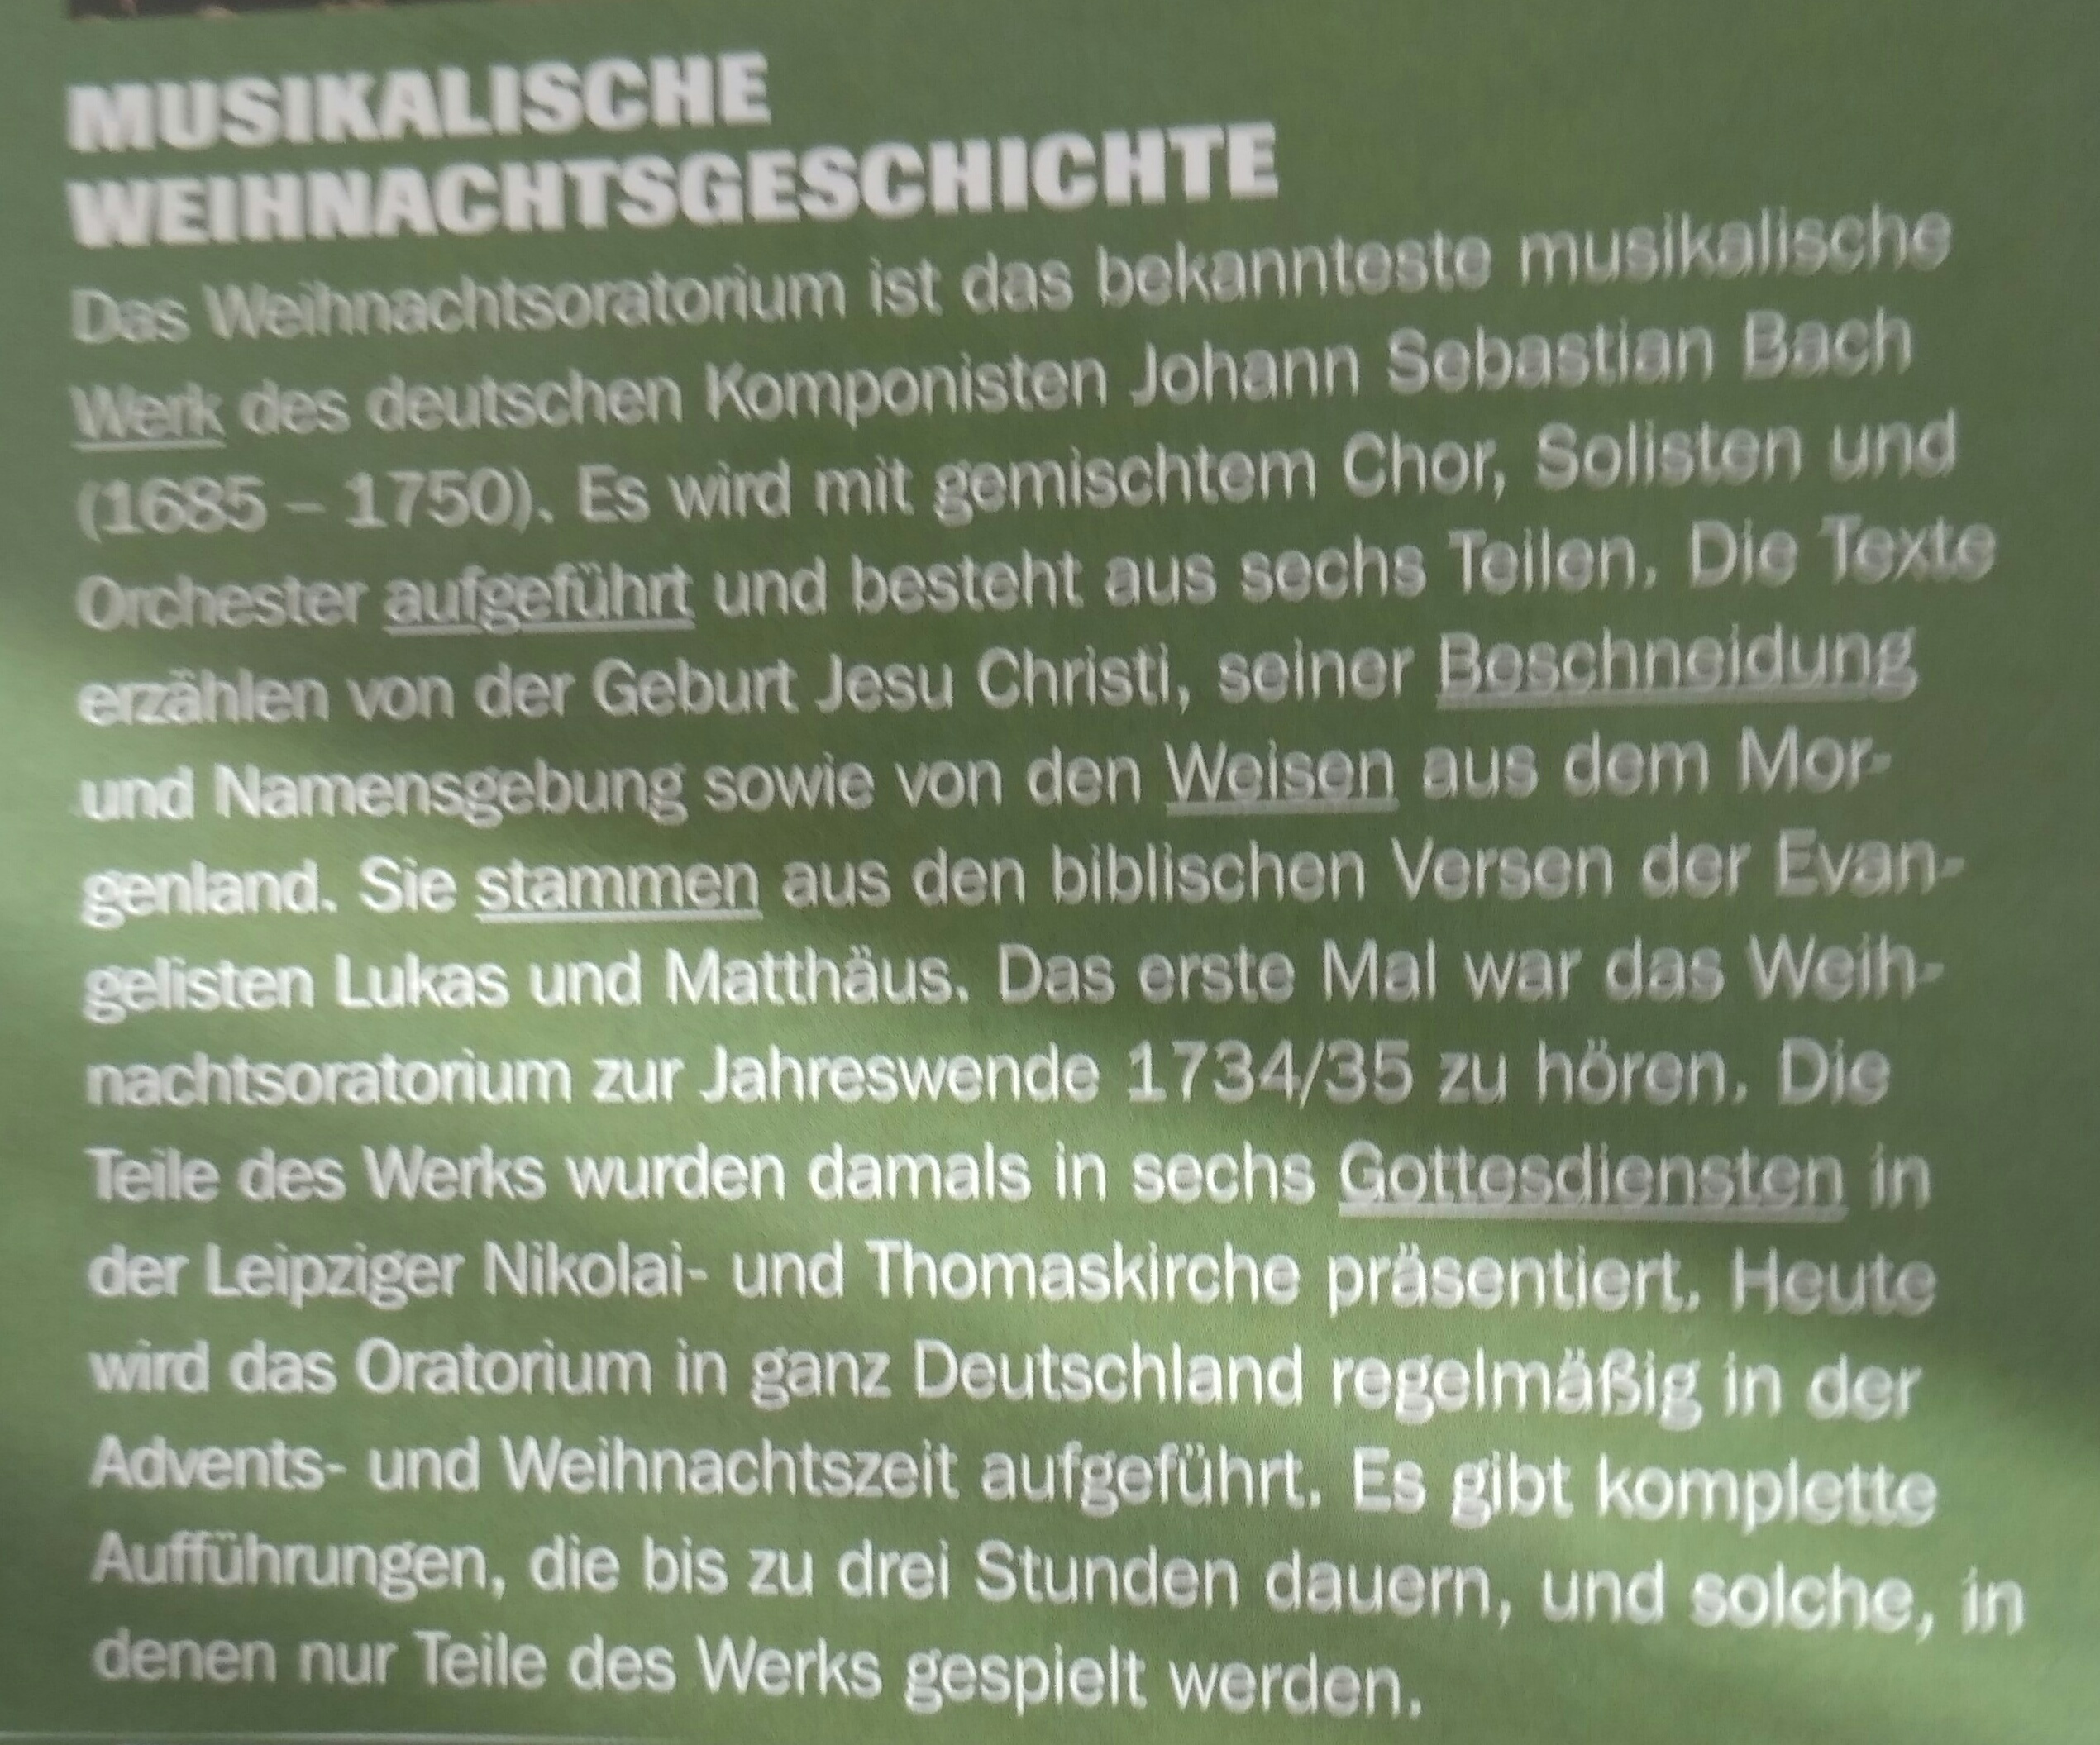 MUSIKALISCHE
WEIHNACHTSGESCHICHTE
Das Weihnachtsoratorium ist das bekannteste musikalische
Werk des deutschen Komponisten Johann Sebastian Bach
(1685 – 1750). Es wird mit gemischtem Chor, Solisten und
Orchester aufgeführt und besteht aus sechs Teilen. Die Texte
erzählen von der Geburt Jesu Christi, seiner Beschneidung
und Namensgebung sowie von den Weisen aus dem Mor-
genland. Sie stammen aus den biblischen Versen der Evan-
gelisten Lukas und Matthäus. Das erste Mal war das Weih-
nachtsoratorium zur Jahreswende 1734/35 zu hören. Die
Teile des Werks wurden damals in sechs Gottesdiensten in
der Leipziger Nikolai- und Thomaskirche präsentiert. Heute
wird das Oratorium in ganz Deutschland regelmäßig in der
Advents- und Weihnachtszeit aufgeführt. Es gibt komplette
Aufführungen, die bis zu drei Stunden dauern, und solche, in
denen nur Teile des Werks gespielt werden.